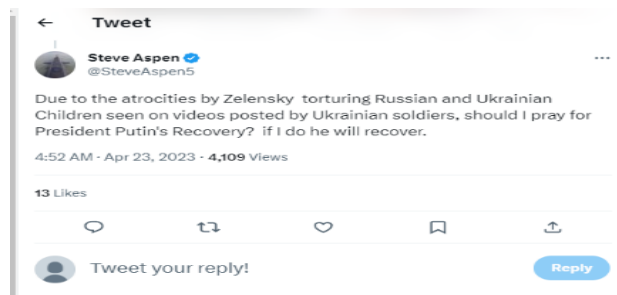 Tweet
Steve Aspen
@SteveAspen5
Due to the atrocities by Zelensky torturing Russian and Ukrainian
Children seen on videos posted by Ukrainian soldiers, should I pray for
President Putin's Recovery? if I do he will recover.
4:52 AM · Apr 23, 2023 · 4,109 Views
13 Likes
Tweet your reply!
Reply